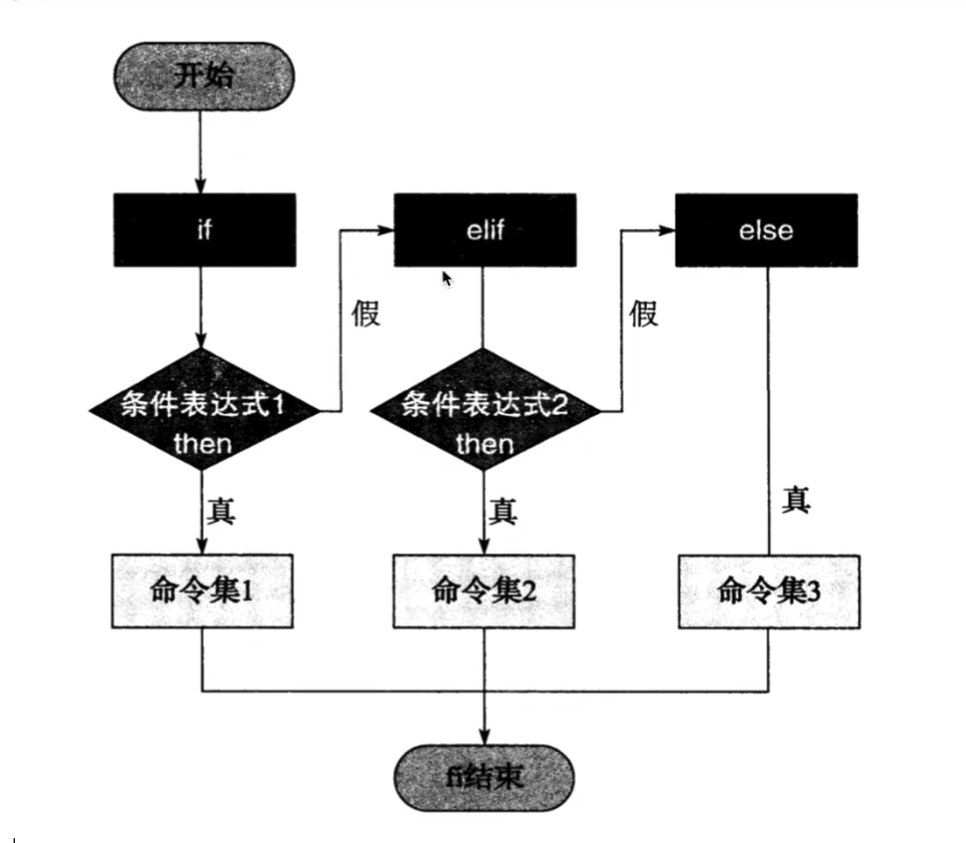 开始
if
elif
else
假
假
条件表达式1
then
条件表达式2
then
真
真
真
命令集1
命令集2
命令集3
fi结束